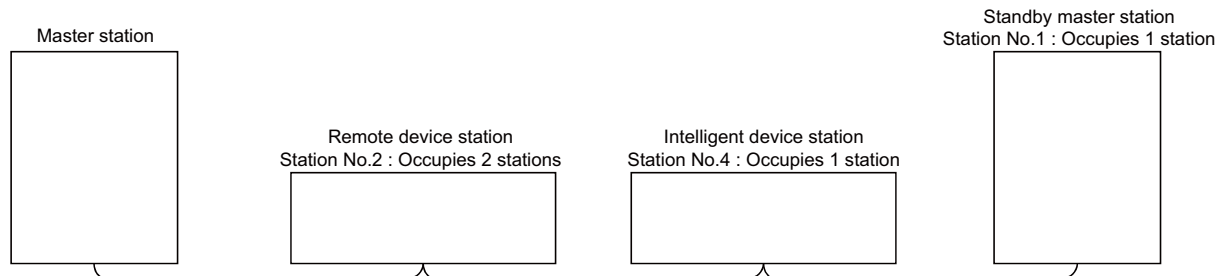 Master station
Remote device station
Station No.2 : Occupies 2 stations
Intelligent device station
Station No.4 : Occupies 1 station
Standby master station
Station No.1 : Occupies 1 station